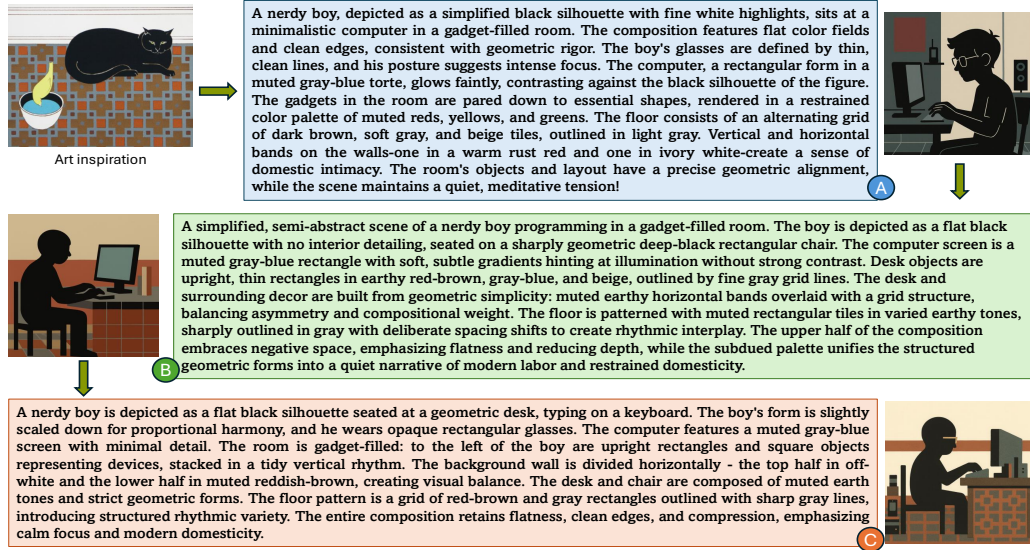 A nerdy boy, depicted as a simplified black silhouette with fine white highlights, sits at a
minimalistic computer in a gadget-filled room. The composition features flat color fields
and clean edges, consistent with geometric rigor. The boy's glasses are defined by thin,
clean lines, and his posture suggests intense focus. The computer, a rectangular form in a
muted gray-blue torte, glows faintly, contrasting against the black silhouette of the figure.
The gadgets in the room are pared down to essential shapes, rendered in a restrained
color palette of muted reds, yellows, and greens. The floor consists of an alternating grid
of dark brown, soft gray, and beige tiles, outlined in light gray. Vertical and horizontal
bands on the walls-one in a warm rust red and one in ivory white-create a sense of
domestic intimacy. The room's objects and layout have a precise geometric alignment,
while the scene maintains a quiet, meditative tension!
Art inspiration
A
A simplified, semi-abstract scene of a nerdy boy programming in a gadget-filled room. The boy is depicted as a flat black
silhouette with no interior detailing, seated on a sharply geometric deep-black rectangular chair. The computer screen is a
muted gray-blue rectangle with soft, subtle gradients hinting at illumination without strong contrast. Desk objects are
upright, thin rectangles in earthy red-brown, gray-blue, and beige, outlined by fine gray grid lines. The desk and
surrounding decor are built from geometric simplicity: muted earthy horizontal bands overlaid with a grid structure,
balancing asymmetry and compositional weight. The floor is patterned with muted rectangular tiles in varied earthy tones,
sharply outlined in gray with deliberate spacing shifts to create rhythmic interplay. The upper half of the composition
embraces negative space, emphasizing flatness and reducing depth, while the subdued palette unifies the structured
geometric forms into a quiet narrative of modern labor and restrained domesticity.
B
A nerdy boy is depicted as a flat black silhouette seated at a geometric desk, typing on a keyboard. The boy's form is slightly
scaled down for proportional harmony, and he wears opaque rectangular glasses. The computer features a muted gray-blue
screen with minimal detail. The room is gadget-filled: to the left of the boy are upright rectangles and square objects
representing devices, stacked in a tidy vertical rhythm. The background wall is divided horizontally - the top half in off-
white and the lower half in muted reddish-brown, creating visual balance. The desk and chair are composed of muted earth
tones and strict geometric forms. The floor pattern is a grid of red-brown and gray rectangles outlined with sharp gray lines,
introducing structured rhythmic variety. The entire composition retains flatness, clean edges, and compression, emphasizing
calm focus and modern domesticity.
C